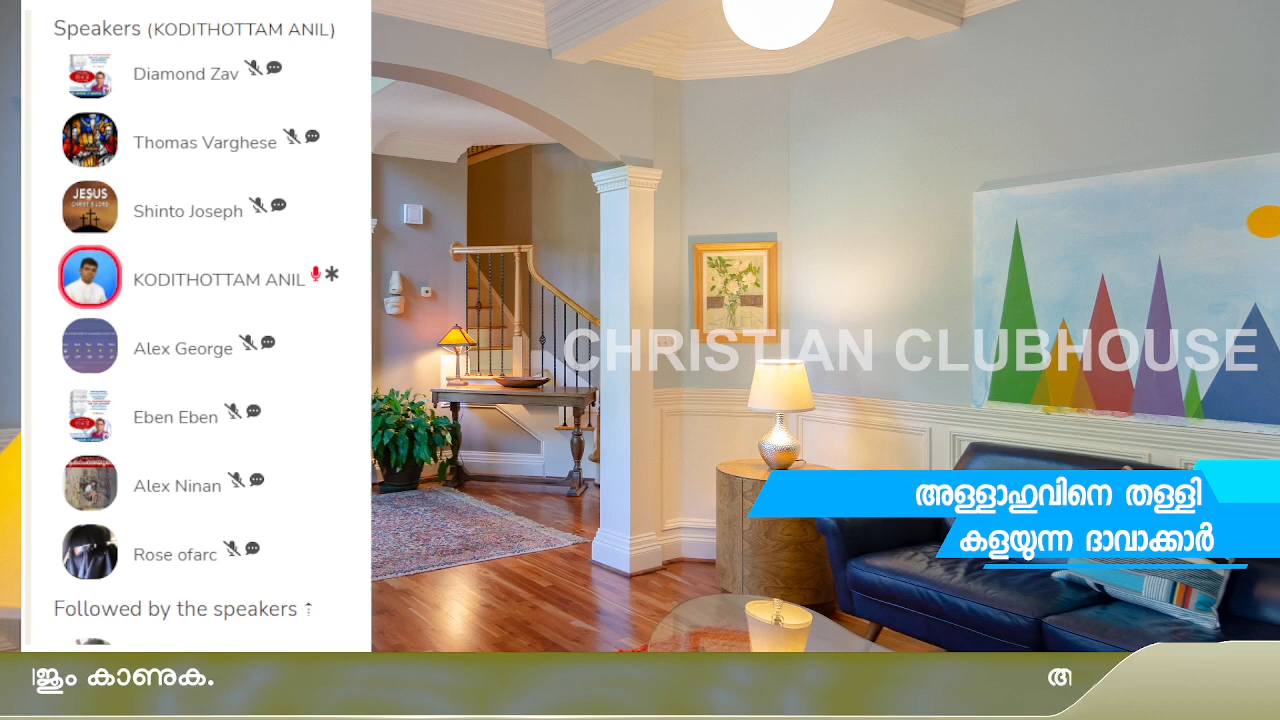 Speakers (KODITHOTTAM ANIL)
Diamond Zav
Thomas Varghese
JESUS
Shinto Joseph
KODITHOTTAM ANIL
Alex George
Eben Eben
Alex Ninan
Rose ofarc
Followed by the speakers ⇡
CHRISTIAN CLUBHOUSE
അള്ളാഹുവിനെ തള്ളി
കളയുന്ന ദാവാക്കാർ
ജും കാണുക.
അ